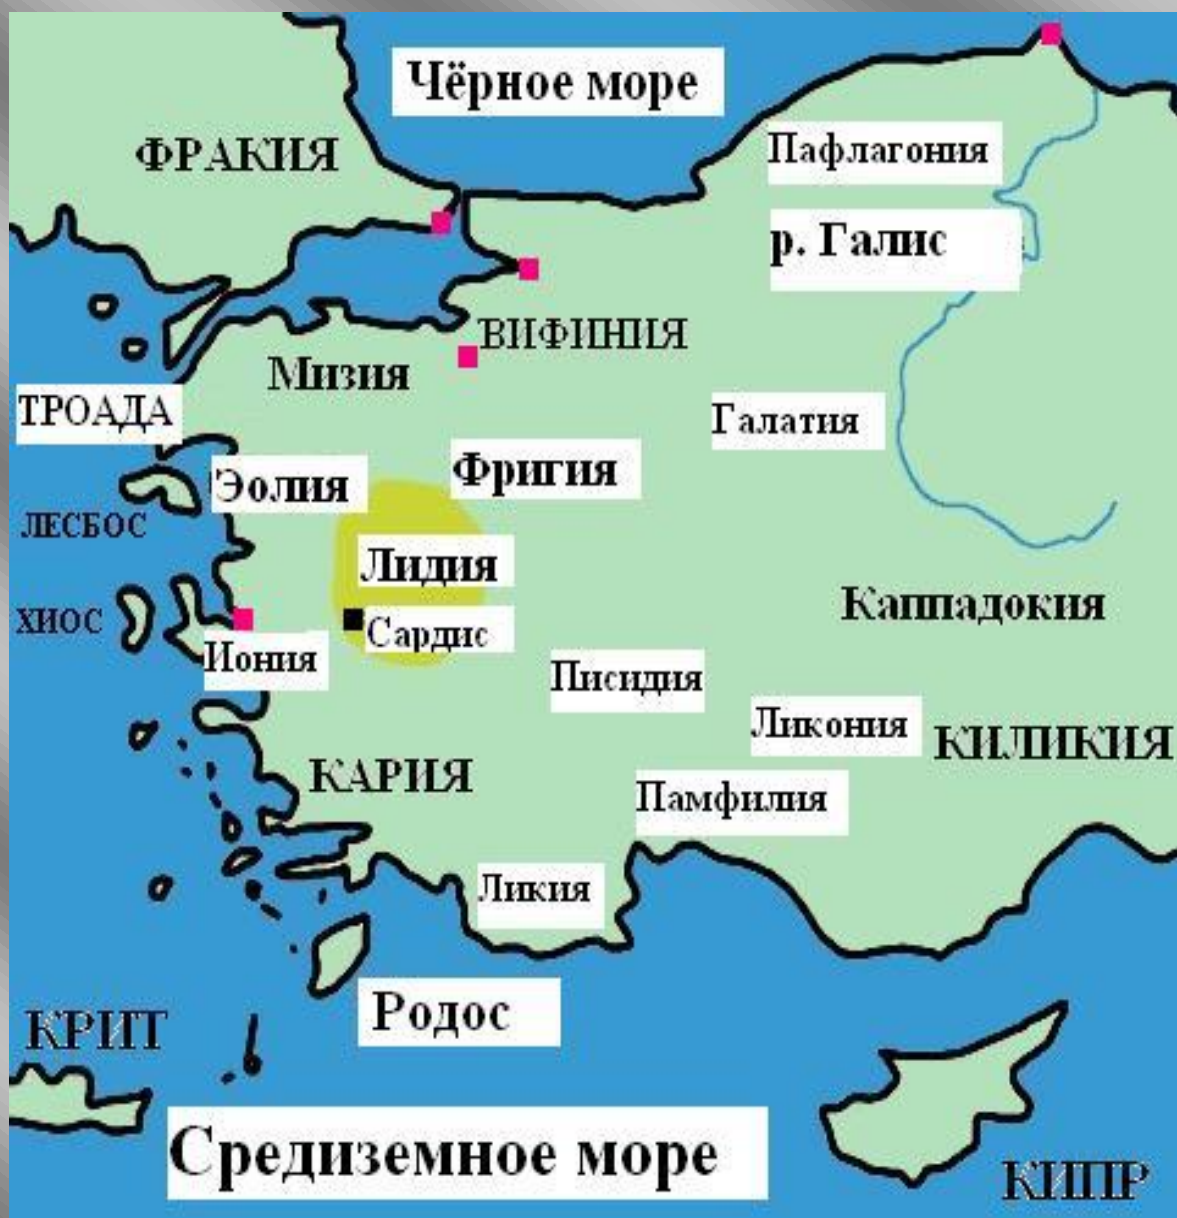 Чёрное море
ФРАКИЯ
Пафлагония
р. Галис
ВИФИНИЯ
Мизия
ТРОАДА
Галатия
Эолия
Фригия
ЛЕСБОС
Лидия
Каппадокия
ХИОС
Сардис
Иония
Писидия
Ликония
КИЛИКИЯ
КАРИЯ
Памфилия
Ликия
Родос
КРИТ
Средиземное море
КИПР